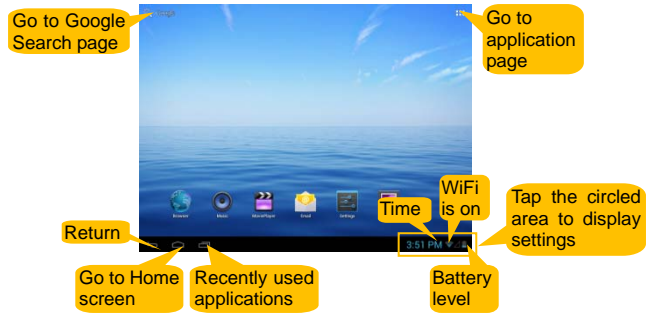 Go to Google
Search page
Google
Go to
application
page
Browser
Music
MoviePlayer
Email
Settings
WiFi
is on
Time
Tap the circled
area to display
settings
Return
3:51 PM
Go to Home
screen
Recently used
applications
Battery
level